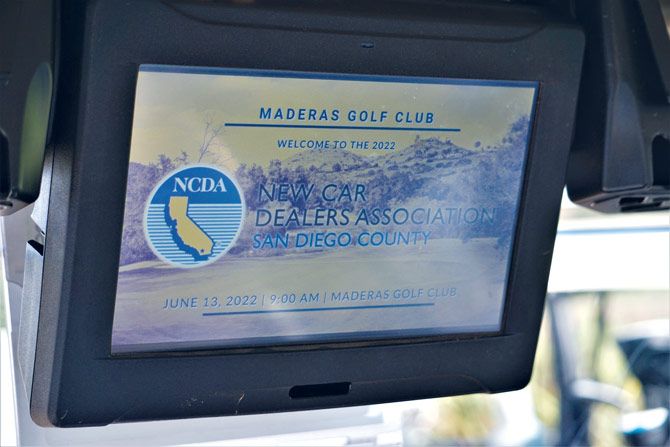 MADERAS GOLF CLUB
WELCOME TO THE 2022
NCDA
NEW CAR
DEALERS ASSOCIATION
SAN DIEGO COUNTY
JUNE 13, 2022 | 9:00 AM | MADERAS GOLF CLUB